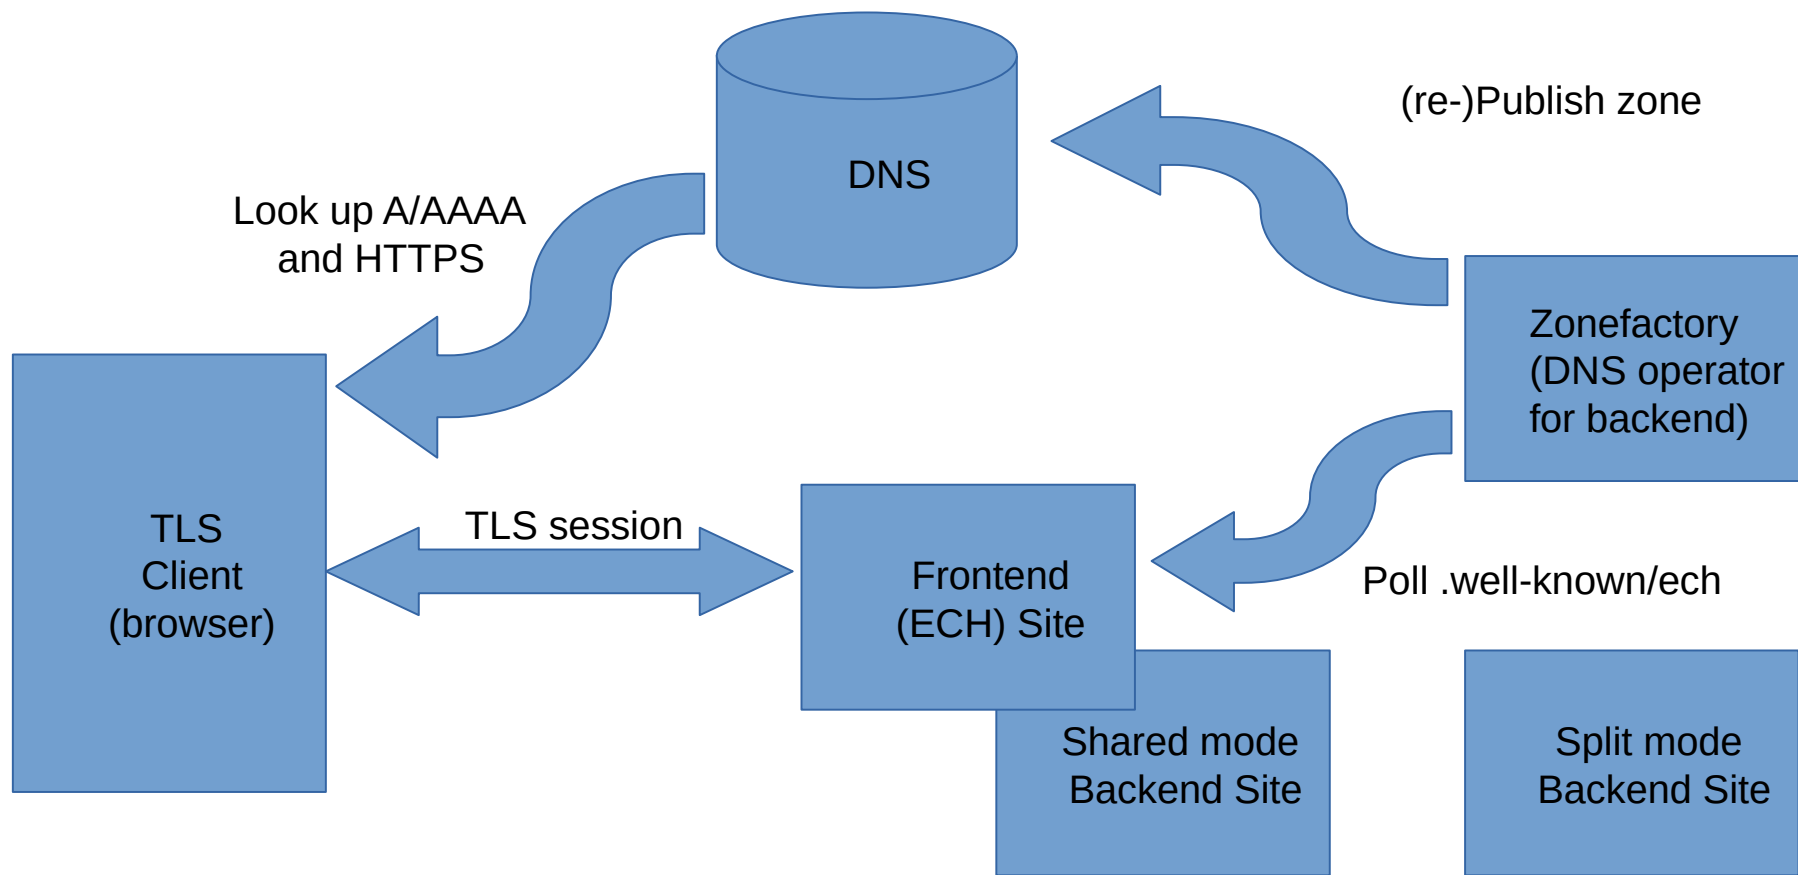 DNS
(re-)Publish zone
Look up A/AAAA
and HTTPS
Zonefactory
(DNS operator
for backend)
TLS
Client
(browser)
TLS session
Frontend
(ECH) Site
Poll .well-known/ech
Shared mode
Backend Site
Split mode
Backend Site